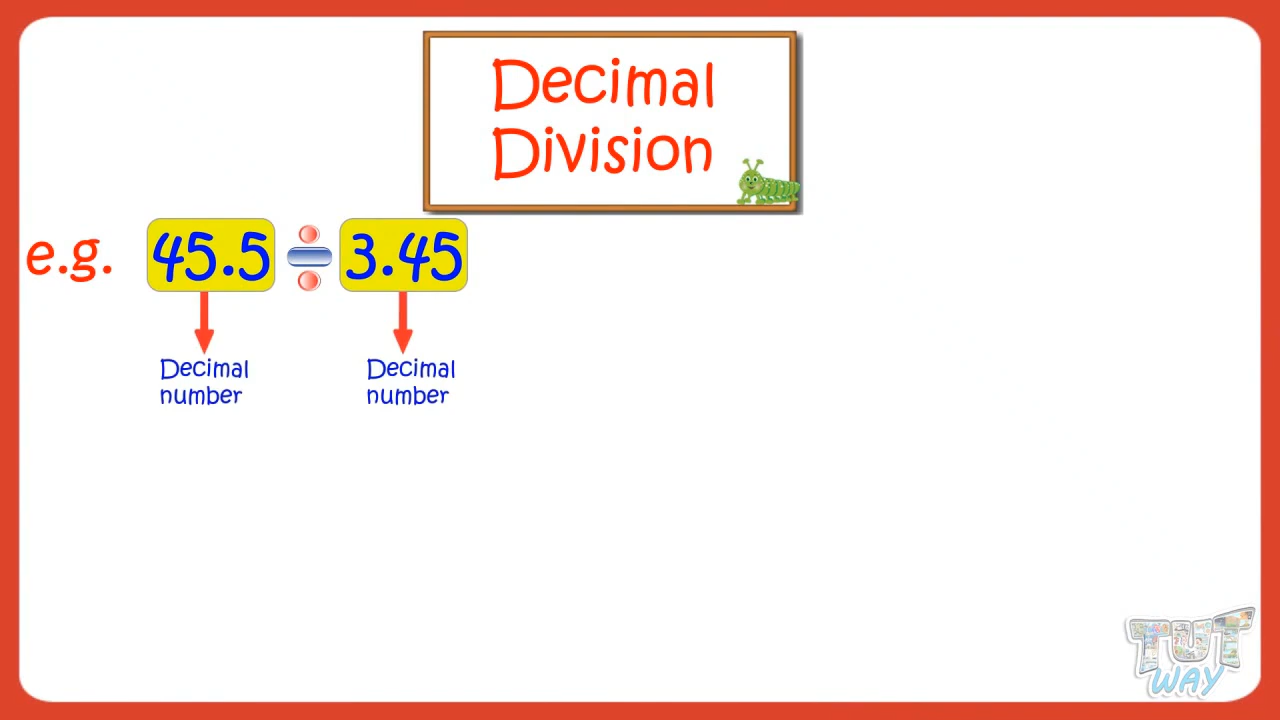 Decimal
Division
e.g. 45.5 ÷ 3.45
Decimal number
Decimal number
TUT
WAY